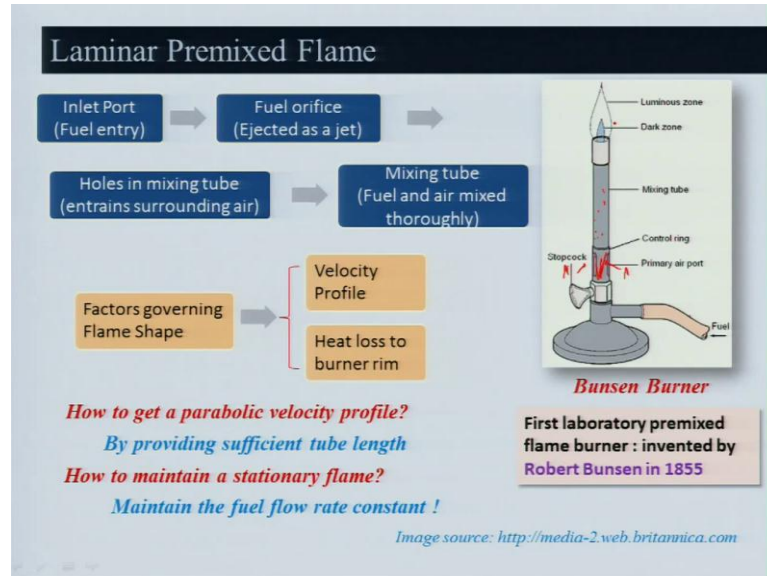 Laminar Premixed Flame
Inlet Port
(Fuel entry)
Fuel orifice
(Ejected as a jet)
Holes in mixing tube
(entrains surrounding air)
Mixing tube
(Fuel and air mixed
thoroughly)
Factors governing
Flame Shape
Velocity
Profile
Heat loss to
burner rim
Luminous zone
Dark zone
Mixing tube
Control ring
Stopcock
Primary air port
Fuel
Bunsen Burner
How to get a parabolic velocity profile?
By providing sufficient tube length
How to maintain a stationary flame?
Maintain the fuel flow rate constant !
First laboratory premixed
flame burner : invented by
Robert Bunsen in 1855
Image source: http://media-2.web.britannica.com